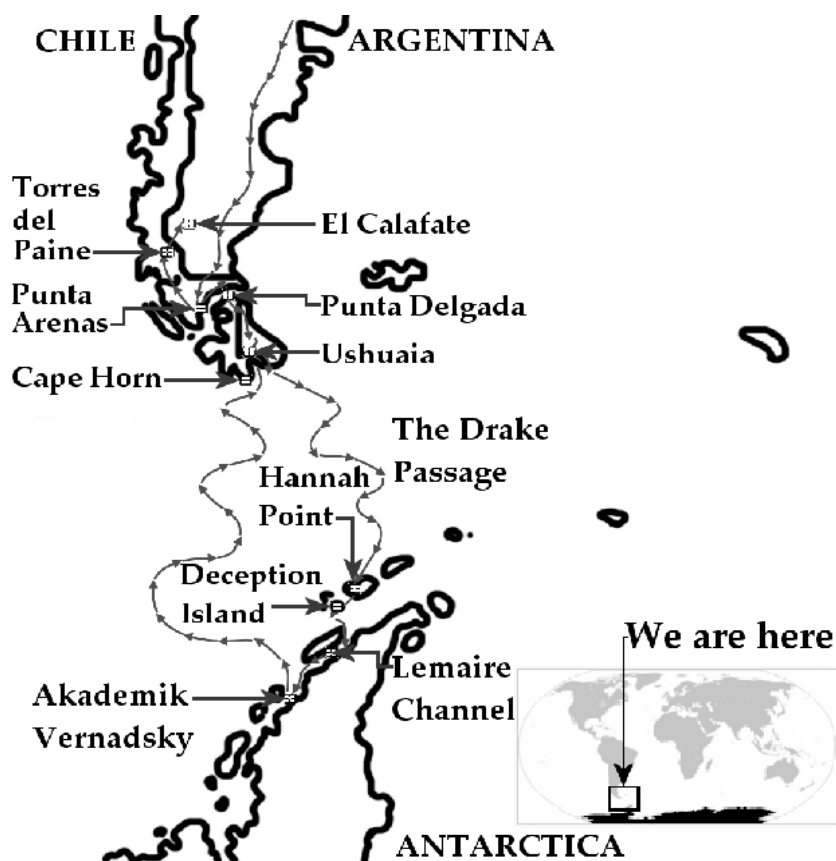 CHILE
ARGENTINA
Torres
del
Paine
El Calafate
Punta
Arenas
Punta Delgada
Ushuaia
Cape Horn
The Drake
Passage
Hannah
Point
Deception
Island
Lemaire
Channel
Akademik
Vernadsky
We are here
ANTARCTICA